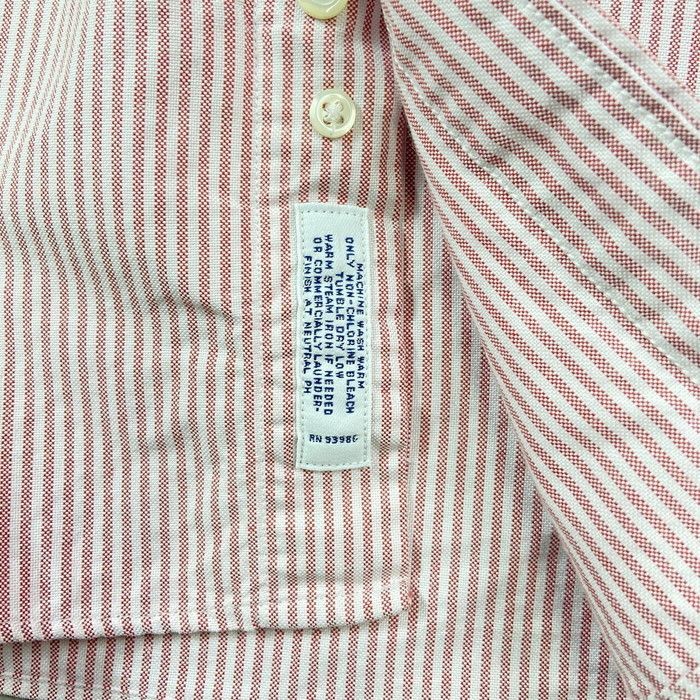 MACHINE WASH WARM
ONLY NON-CHLORINE BLEACH
TUMBLE DRY LOW
WARM STEAM IRON IF NEEDED
OR COMMERCIALLY LAUNDER-
FINISH AT NEUTRAL PH
RN 93986